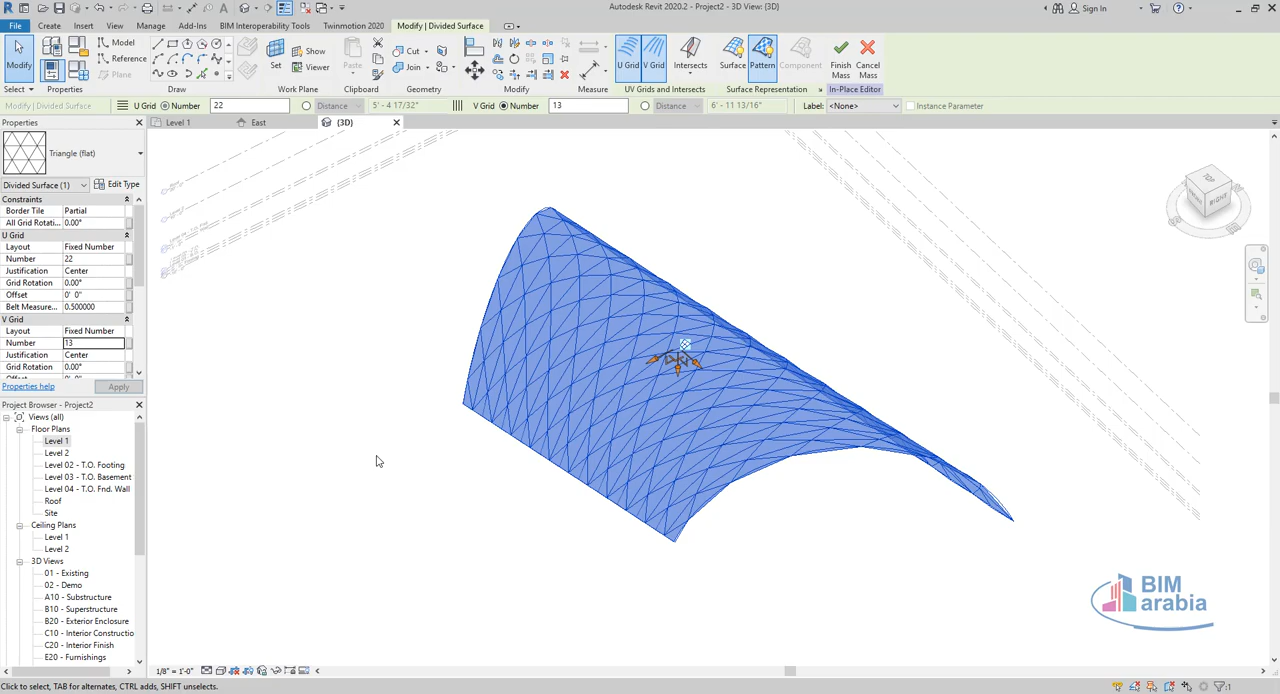 Autodesk Revit 2020.2 - Project2 - 3D View: {3D}
Sign In
File
Create
Insert
View
Manage
Add-Ins
BIM Interoperability Tools
Twinmotion 2020
Modify | Divided Surface
Modify
Model
Reference
Plane
Set
Show
Viewer
Paste
Cut
Join
U Grid
V Grid
Intersects
Surface
Pattern
Component
Finish
Mass
Cancel
Mass
Select
Properties
Draw
Work Plane
Clipboard
Geometry
Modify
Measure
UV Grids and Intersects
Surface Representation
In-Place Editor
Modify | Divided Surface
U Grid
Number
22
Distance
5' - 4 17/32"
V Grid
Number
13
Distance
6' - 11 13/16"
Label:
<None>
Instance Parameter
Properties
Level 1
East
{3D}
Triangle (flat)
Divided Surface (1)
Edit Type
Constraints
Border Tile
Partial
All Grid Rotati...
0.00°
U Grid
Layout
Fixed Number
Number
22
Justification
Center
Grid Rotation
0.00°
Offset
0' 0"
Belt Measure...
0.500000
V Grid
Layout
Fixed Number
Number
13
Justification
Center
Grid Rotation
0.00°
Properties help
Apply
Project Browser - Project2
Views (all)
Floor Plans
Level 1
Level 2
Level 02 - T.O. Footing
Level 03 - T.O. Basement
Level 04 - T.O. Fnd. Wall
Roof
Site
Ceiling Plans
Level 1
Level 2
3D Views
01 - Existing
02 - Demo
A10 - Substructure
B10 - Superstructure
B20 - Exterior Enclosure
C10 - Interior Constructio
C20 - Interior Finish
E20 - Furnishings
TOP
FRONT
RIGHT
BIM
arabia
1/8" = 1'-0"
Click to select, TAB for alternates, CTRL adds, SHIFT unselects.
:1